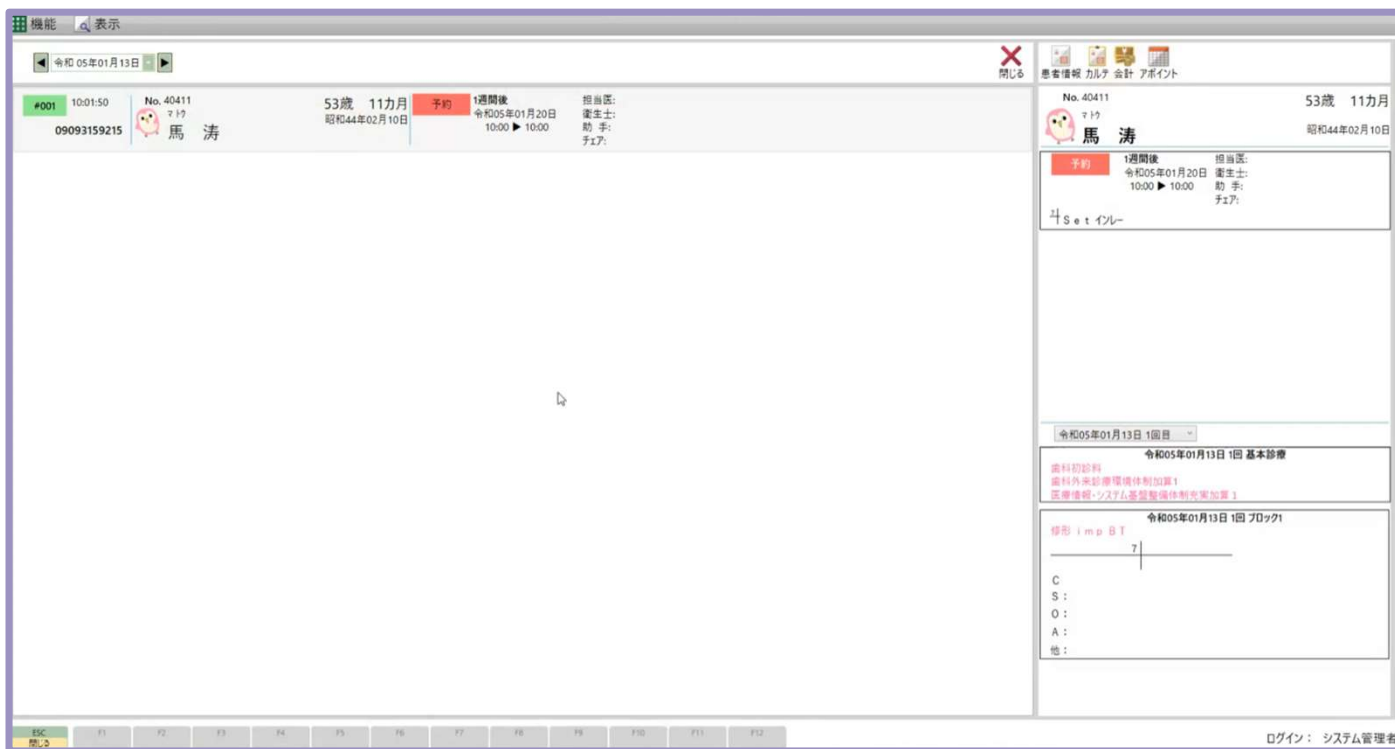 機能 表示
令和 05年01月13日
閉じる
患者情報 カルテ 会計 アポイント
#001 10:01:50 No. 40411 53歳 11カ月 予約 1週間後 担当医:
マトウ 昭和44年02月10日 令和05年01月20日 衛生士:
09093159215 馬 涛 10:00 ▶ 10:00 助 手:
チェア:
No. 40411 53歳 11カ月
マトウ
馬 涛 昭和44年02月10日
予約 1週間後 担当医:
令和05年01月20日 衛生士:
10:00 ▶ 10:00 助 手:
チェア:
Set インレー
令和05年01月13日 1回目
令和05年01月13日 1回 基本診療
歯科初診料
歯科外来診療環境体制加算1
医療情報・システム基盤整備体制充実加算1
令和05年01月13日 1回 ブロック1
修形 imp BT
7
C
S:
O:
A:
他:
ESC F1 F2 F3 F4 F5 F6 F7 F8 F9 F10 F11 F12
閉じる
ログイン: システム管理者